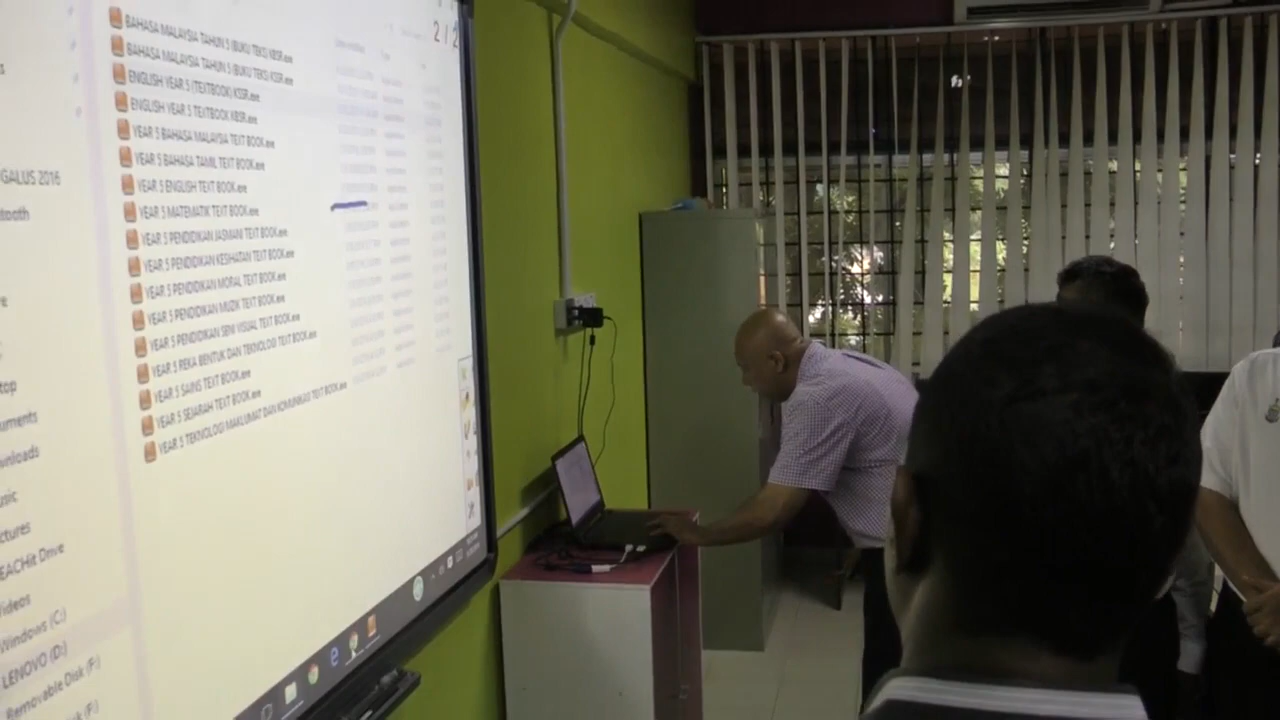 2 / 2
BAHASA MALAYSIA TAHUN 5 (BUKU TEKS) KBSR.exe
BAHASA MALAYSIA TAHUN 5 (BUKU TEKS) KSSR.exe
ENGLISH YEAR 5 (TEXTBOOK) KSSR.exe
ENGLISH YEAR 5 TEXTBOOK KBSR.exe
YEAR 5 BAHASA MALAYSIA TEXT BOOK.exe
YEAR 5 BAHASA TAMIL TEXT BOOK.exe
YEAR 5 ENGLISH TEXT BOOK.exe
YEAR 5 MATEMATIK TEXT BOOK.exe
YEAR 5 PENDIDIKAN JASMANI TEXT BOOK.exe
YEAR 5 PENDIDIKAN KESIHATAN TEXT BOOK.exe
YEAR 5 PENDIDIKAN MORAL TEXT BOOK.exe
YEAR 5 PENDIDIKAN MUZIK TEXT BOOK.exe
YEAR 5 PENDIDIKAN SENI VISUAL TEXT BOOK.exe
YEAR 5 REKA BENTUK DAN TEKNOLOGI TEXT BOOK.exe
YEAR 5 SAINS TEXT BOOK.exe
YEAR 5 SEJARAH TEXT BOOK.exe
YEAR 5 TEKNOLOGI MAKLUMAT DAN KOMUNIKASI TEXT BOOK.exe
GALUS 2016
tooth
re
top
uments
wnloads
usic
ctures
EACHit Drive
Videos
Windows (C:)
LENOVO (D:)
Removable Disk (F:)
sk (F:)